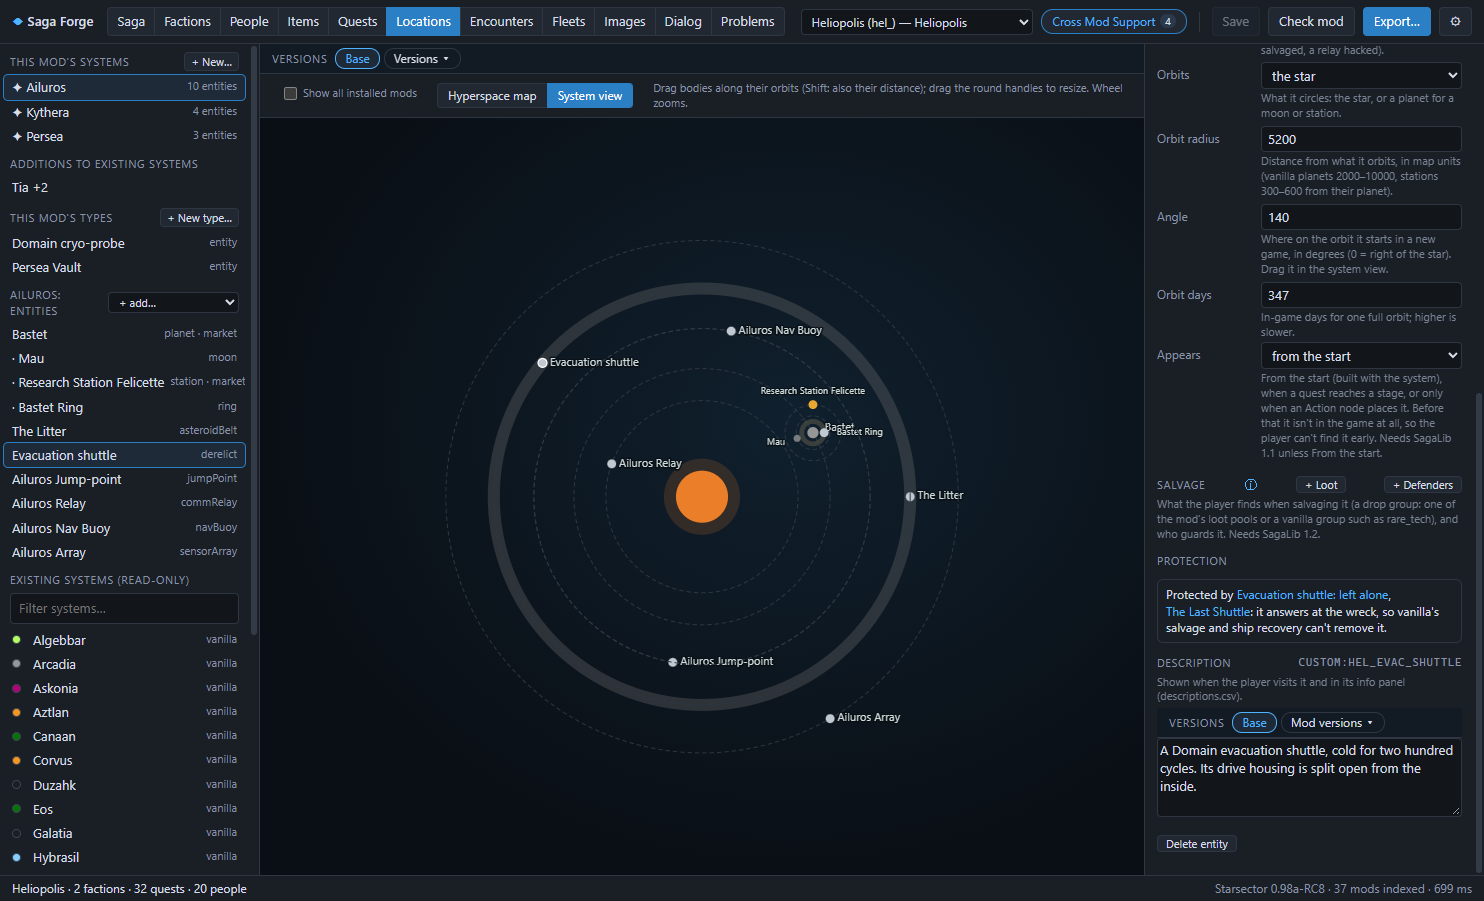 Saga Forge
Saga
Factions
People
Items
Quests
Locations
Encounters
Fleets
Images
Dialog
Problems
Heliopolis (hel_) — Heliopolis
Cross Mod Support 4
Save
Check mod
Export...
THIS MOD'S SYSTEMS
+ New...
Ailuros 10 entities
Kythera 4 entities
Persea 3 entities
ADDITIONS TO EXISTING SYSTEMS
Tia +2
THIS MOD'S TYPES
+ New type...
Domain cryo-probe entity
Persea Vault entity
AILUROS:
ENTITIES
+ add...
Bastet planet · market
· Mau moon
· Research Station Felicette station · market
· Bastet Ring ring
The Litter asteroidBelt
Evacuation shuttle derelict
Ailuros Jump-point jumpPoint
Ailuros Relay commRelay
Ailuros Nav Buoy navBuoy
Ailuros Array sensorArray
EXISTING SYSTEMS (READ-ONLY)
Filter systems...
Algebbar vanilla
Arcadia vanilla
Askonia vanilla
Aztlan vanilla
Canaan vanilla
Corvus vanilla
Duzahk vanilla
Eos vanilla
Galatia vanilla
Hybrasil vanilla
VERSIONS
Base
Versions
Show all installed mods
Hyperspace map
System view
Drag bodies along their orbits (Shift: also their distance); drag the round handles to resize. Wheel
zooms.
Ailuros Nav Buoy
Evacuation shuttle
Research Station Felicette
Bastet
Bastet Ring
Mau
Ailuros Relay
The Litter
Ailuros Jump-point
Ailuros Array
salvaged, a relay hacked).
Orbits
the star
What it circles: the star, or a planet for a
moon or station.
Orbit radius
5200
Distance from what it orbits, in map units
(vanilla planets 2000–10000, stations
300–600 from their planet).
Angle
140
Where on the orbit it starts in a new
game, in degrees (0 = right of the star).
Drag it in the system view.
Orbit days
347
In-game days for one full orbit; higher is
slower.
Appears
from the start
From the start (built with the system),
when a quest reaches a stage, or only
when an Action node places it. Before
that it isn't in the game at all, so the
player can't find it early. Needs SagaLib
1.1 unless From the start.
SALVAGE
+ Loot
+ Defenders
What the player finds when salvaging it (a drop group: one of
the mod's loot pools or a vanilla group such as rare_tech), and
who guards it. Needs SagaLib 1.2.
PROTECTION
Protected by Evacuation shuttle: left alone,
The Last Shuttle: it answers at the wreck, so vanilla's
salvage and ship recovery can't remove it.
DESCRIPTION CUSTOM:HEL_EVAC_SHUTTLE
Shown when the player visits it and in its info panel
(descriptions.csv).
VERSIONS
Base
Mod versions
A Domain evacuation shuttle, cold for two hundred
cycles. Its drive housing is split open from the
inside.
Delete entity
Heliopolis · 2 factions · 32 quests · 20 people
Starsector 0.98a-RC8 · 37 mods indexed · 699 ms